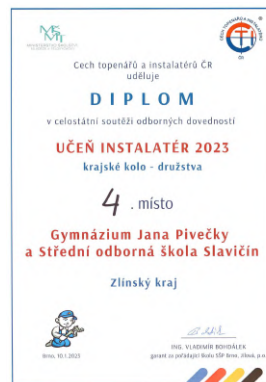 Cech topenářů a instalatérů ČR
uděluje
DIPLOM
v celostátní soutěži odborných dovedností
UČEŇ INSTALATÉR 2023
krajské kolo - družstva
4 . místo
Gymnázium Jana Pivečky
a Střední odborná škola Slavičín
Zlínský kraj
ING. VLADIMÍR BOHDÁLEK
Brno, 10.1.2023